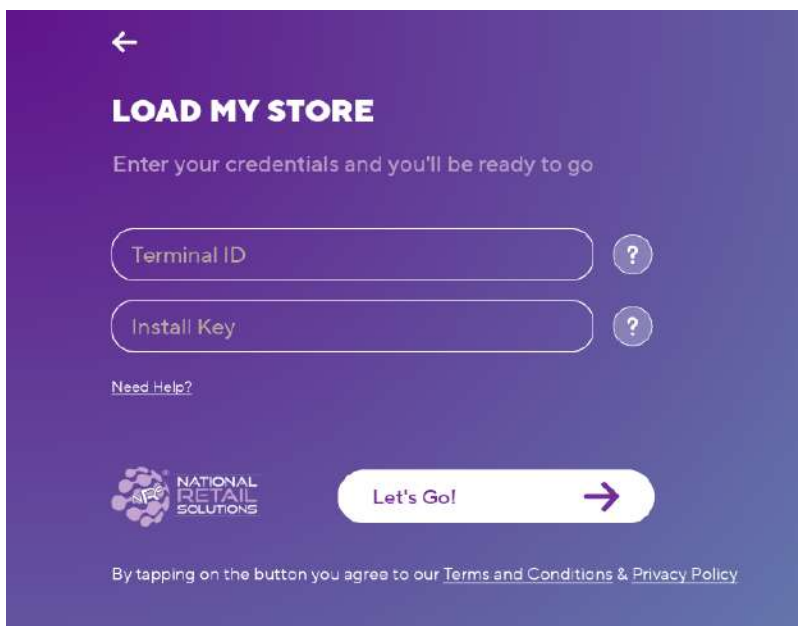 LOAD MY STORE
Enter your credentials and you'll be ready to go
Terminal ID
?
Install Key
?
Need Help?
NRS
NATIONAL
RETAIL
SOLUTIONS
Let's Go!
By tapping on the button you agree to our Terms and Conditions & Privacy Policy